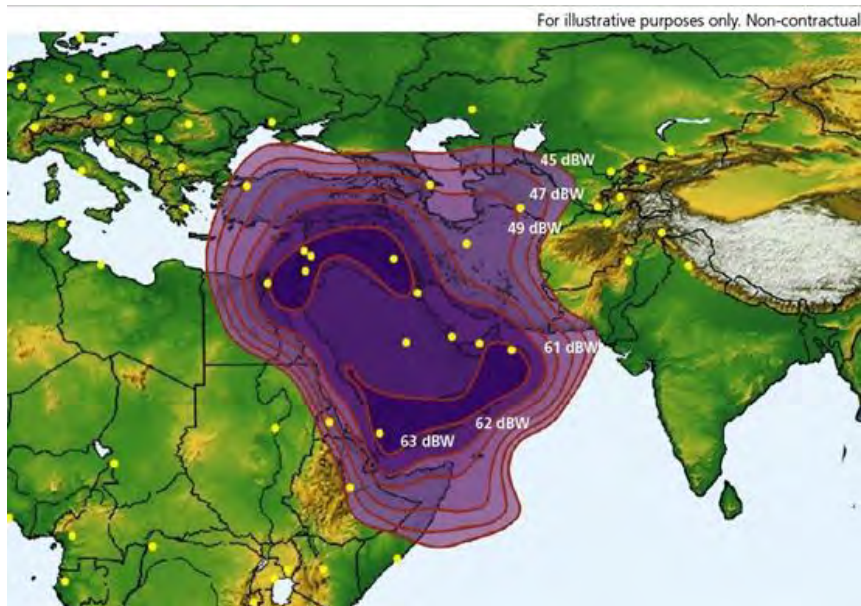 For illustrative purposes only. Non-contractual
45 dBW
47 dBW
49 dBW
61 dBW
62 dBW
63 dBW